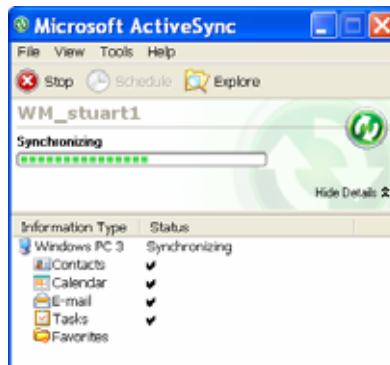 Microsoft ActiveSync
File View Tools Help
Stop Schedule Explore
WM_stuart1
Synchronizing
Hide Details
Information Type Status
Windows PC 3 Synchronizing
Contacts
Calendar
E-mail
Tasks
Favorites